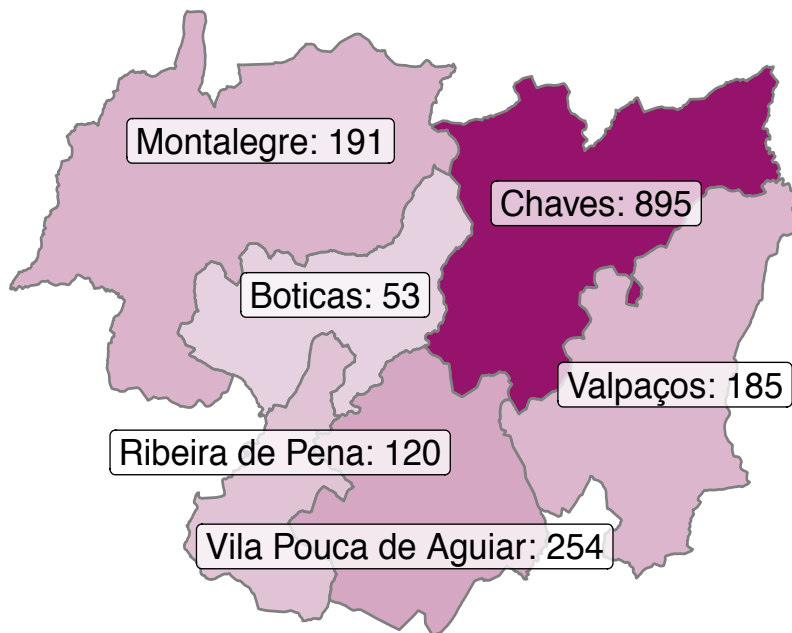 Montalegre: 191
Chaves: 895
Boticas: 53
Valpaços: 185
Ribeira de Pena: 120
Vila Pouca de Aguiar: 254